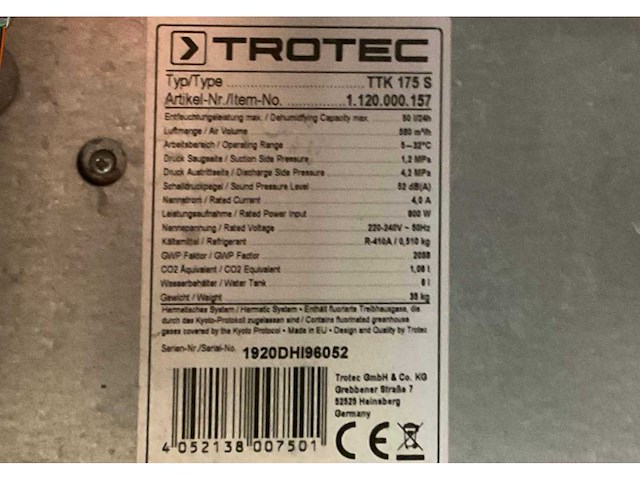 TROTEC
Typ/Type ........................ TTK 175 S
Artikel-Nr./Item-No. ............. 1.120.000.157
Entfeuchtungsleistung max. / Dehumidifying Capacity max. 50 l/24h
Luftmenge / Air Volume 580 m³/h
Arbeitsbereich / Operating Range 5–32°C
Druck Saugseite / Suction Side Pressure 1,2 MPa
Druck Austrittseite / Discharge Side Pressure 4,2 MPa
Schalldruckpegel / Sound Pressure Level 52 dB(A)
Nennstrom / Rated Current 4,0 A
Leistungsaufnahme / Rated Power Input 800 W
Nennspannung / Rated Voltage 220-240V ~ 50Hz
Kältemittel / Refrigerant R-410A / 0,510 kg
GWP Faktor / GWP Factor 2088
CO2 Äquivalent / CO2 Equivalent 1,06 t
Wasserbehälter / Water Tank 6 l
Gewicht / Weight 35 kg
Hermetisches System / Hermetic System • Enthält fluorierte Treibhausgase, die
durch das Kyoto-Protokoll zugelassen sind / Contains fluorinated greenhouse
gases covered by the Kyoto Protocol • Made in EU • Design and Quality by Trotec
Serien-Nr./Serial-No. 1920DHI96052
Trotec GmbH & Co. KG
Grebbener Straße 7
52525 Heinsberg
Germany
4 052138 007501
CE